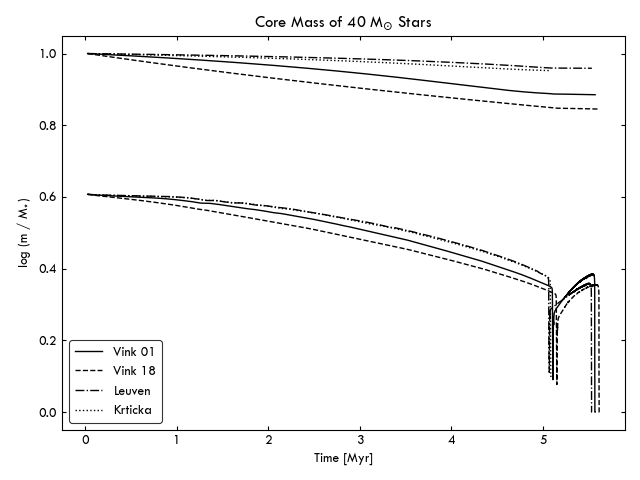 Core Mass of 40 M☉ Stars
1.0
0.8
0.6
0.4
0.2
0.0
log (m / M⋆)
Vink 01
Vink 18
Leuven
Krticka
0 1 2 3 4 5
Time [Myr]